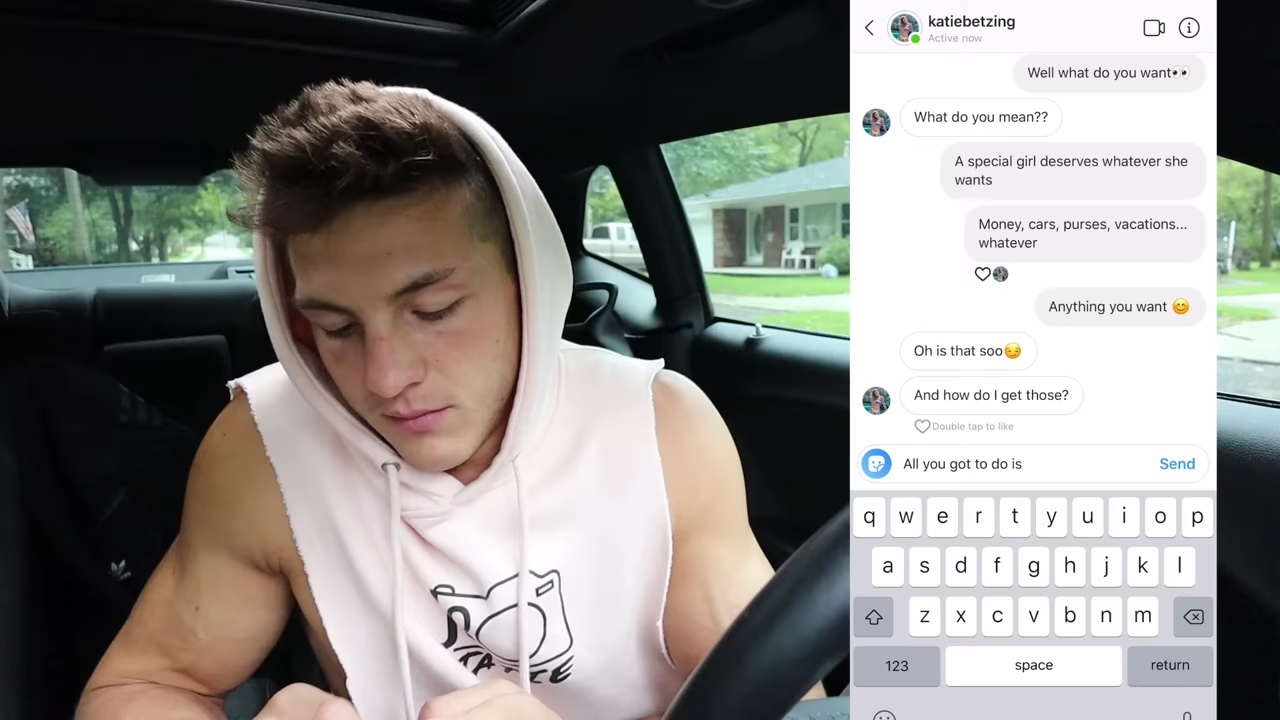 katiebetzing
Active now
Well what do you want👀
What do you mean??
A special girl deserves whatever she
wants
Money, cars, purses, vacations...
whatever
Anything you want 😊
Oh is that soo😏
And how do I get those?
Double tap to like
All you got to do is
Send
q w e r t y u i o p
a s d f g h j k l
z x c v b n m
123 space return